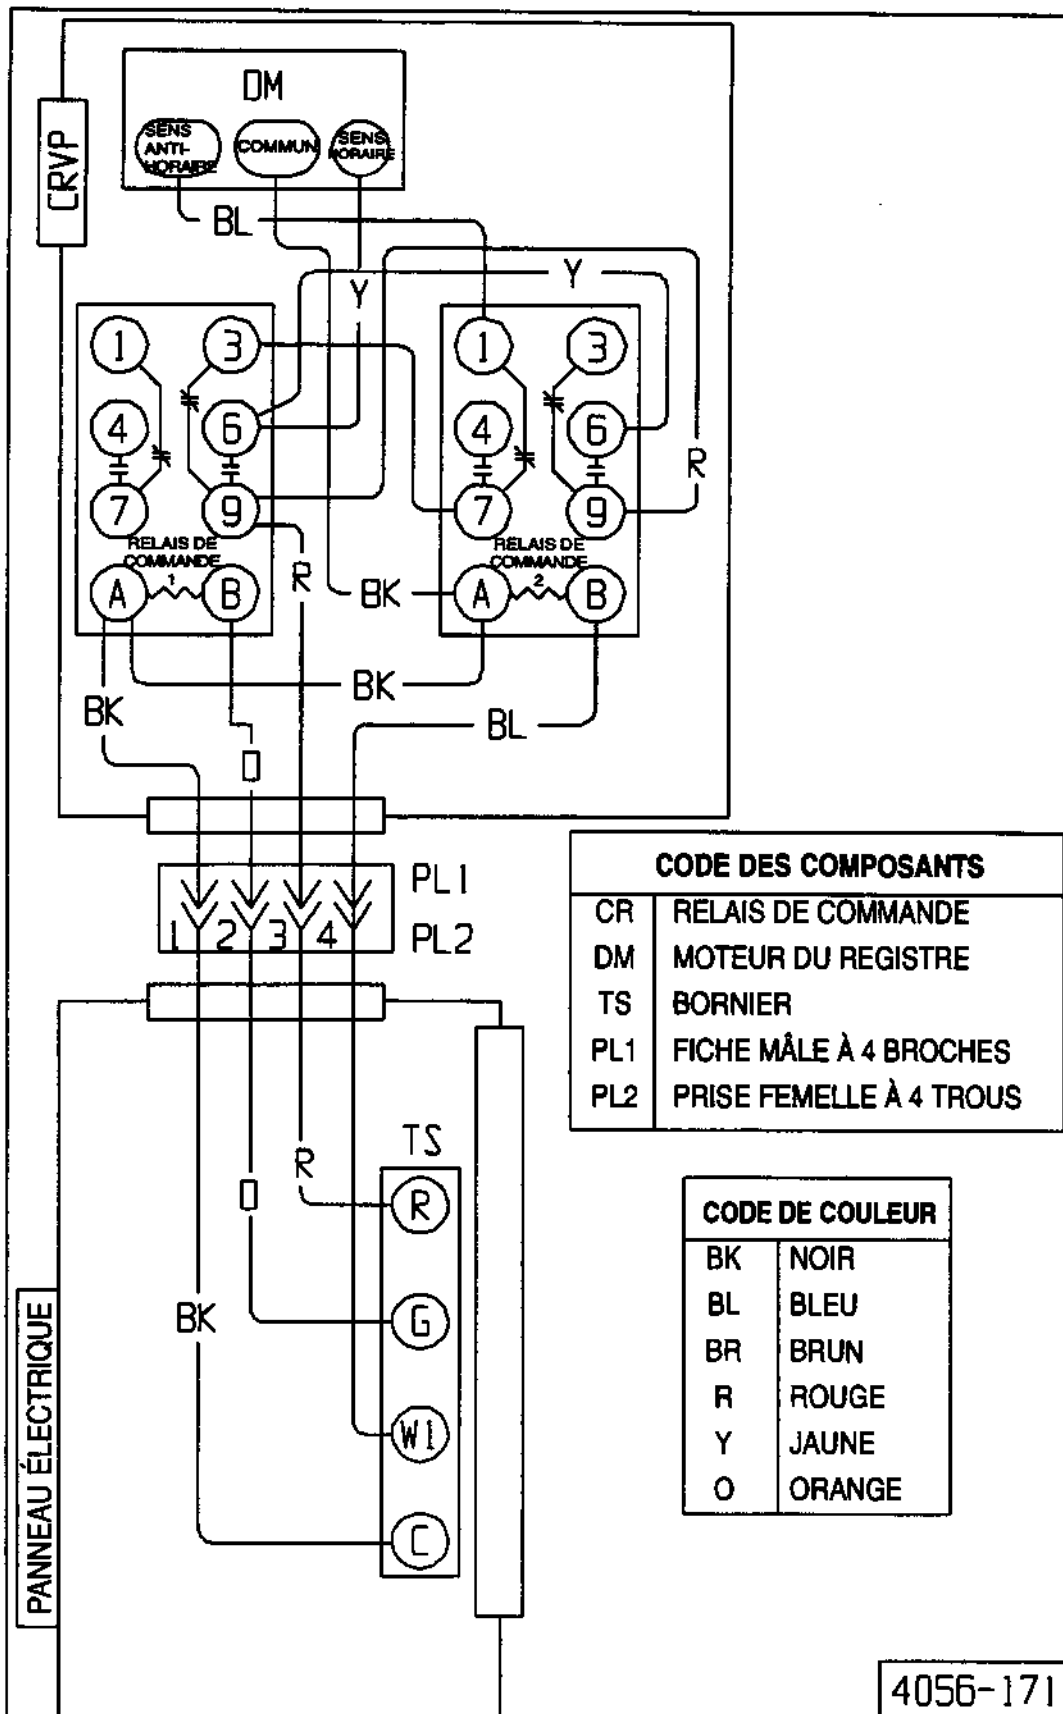 CRVP
DM
SENS
ANTI-
HORAIRE
COMMUN
SENS
HORAIRE
BL
Y
Y
1
3
4
6
7
9
RELAIS DE
COMMANDE
1
A
B
1
3
4
6
7
9
RELAIS DE
COMMANDE
2
A
B
R
R
BK
BK
BK
BL
O
PL1
1 2 3 4
PL2
TS
R
O
BK
R
G
W1
C
PANNEAU ÉLECTRIQUE
CODE DES COMPOSANTS
CR RELAIS DE COMMANDE
DM MOTEUR DU REGISTRE
TS BORNIER
PL1 FICHE MÂLE À 4 BROCHES
PL2 PRISE FEMELLE À 4 TROUS
CODE DE COULEUR
BK NOIR
BL BLEU
BR BRUN
R ROUGE
Y JAUNE
O ORANGE
4056-171